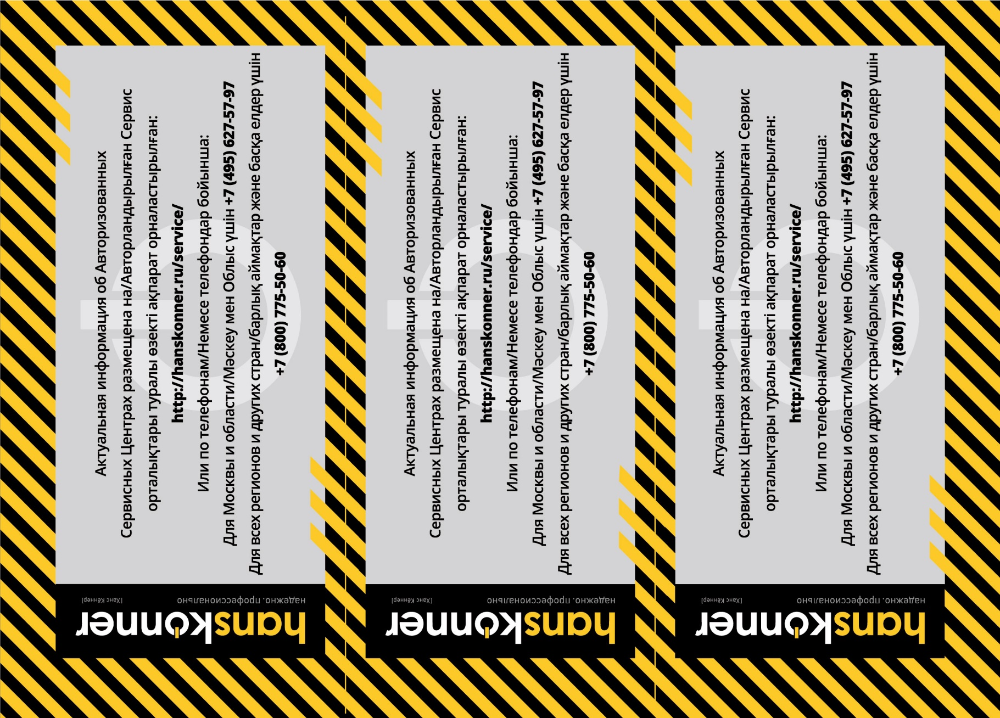 Актуальная информация об Авторизованных
Сервисных Центрах размещена на/Авторландырылған Сервис
орталықтары туралы өзекті ақпарат орналастырылған:
http://hanskonner.ru/service/
Или по телефонам/Немесе телефондар бойынша:
Для Москвы и области/Мәскеу мен Облыс үшін +7 (495) 627-57-97
Для всех регионов и других стран/барлық аймақтар және басқа елдер үшін
+7 (800) 775-50-60
hanskönner
надежно. профессионально [Ханс Кённер]
Актуальная информация об Авторизованных
Сервисных Центрах размещена на/Авторландырылған Сервис
орталықтары туралы өзекті ақпарат орналастырылған:
http://hanskonner.ru/service/
Или по телефонам/Немесе телефондар бойынша:
Для Москвы и области/Мәскеу мен Облыс үшін +7 (495) 627-57-97
Для всех регионов и других стран/барлық аймақтар және басқа елдер үшін
+7 (800) 775-50-60
hanskönner
надежно. профессионально [Ханс Кённер]
Актуальная информация об Авторизованных
Сервисных Центрах размещена на/Авторландырылған Сервис
орталықтары туралы өзекті ақпарат орналастырылған:
http://hanskonner.ru/service/
Или по телефонам/Немесе телефондар бойынша:
Для Москвы и области/Мәскеу мен Облыс үшін +7 (495) 627-57-97
Для всех регионов и других стран/барлық аймақтар және басқа елдер үшін
+7 (800) 775-50-60
hanskönner
надежно. профессионально [Ханс Кённер]